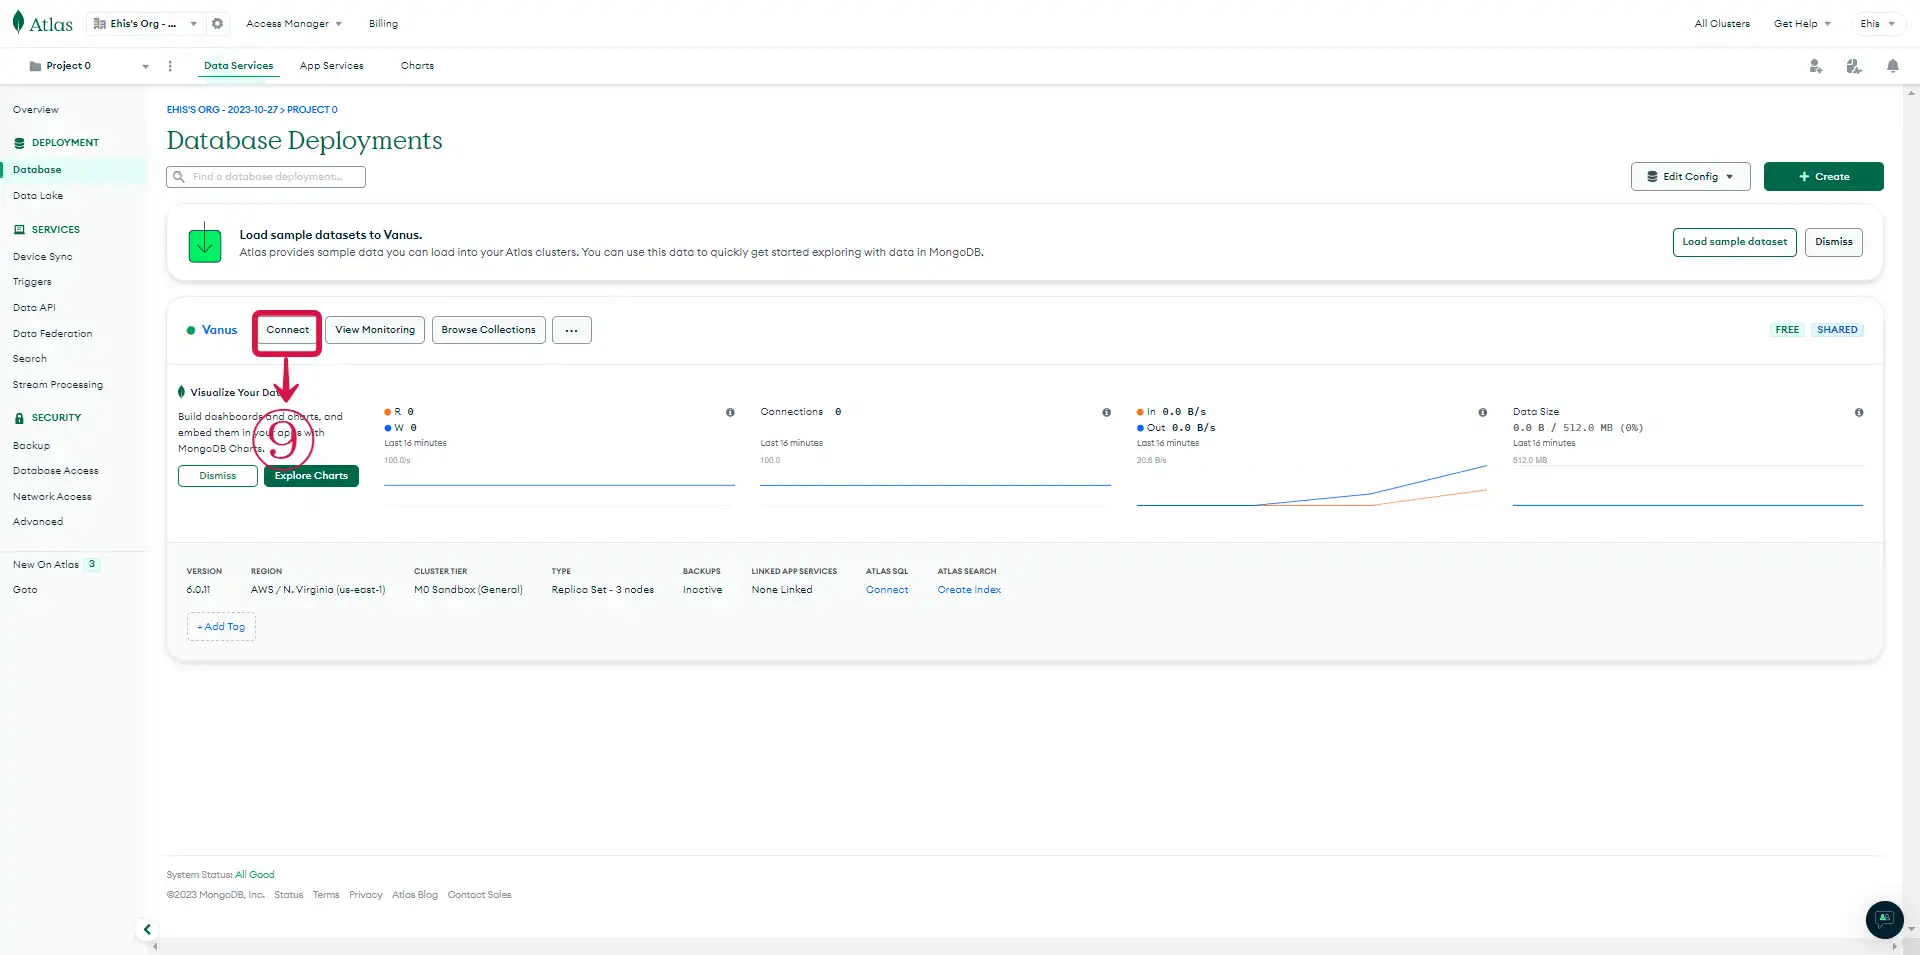 Atlas Ehis's Org - ... Access Manager Billing All Clusters Get Help Ehis
Project 0 Data Services App Services Charts
Overview
DEPLOYMENT
Database
Data Lake
SERVICES
Device Sync
Triggers
Data API
Data Federation
Search
Stream Processing
SECURITY
Backup
Database Access
Network Access
Advanced
New On Atlas 3
Goto
EHIS'S ORG - 2023-10-27 > PROJECT 0
Database Deployments
Find a database deployment...
Edit Config
+ Create
Load sample datasets to Vanus.
Atlas provides sample data you can load into your Atlas clusters. You can use this data to quickly get started exploring with data in MongoDB.
Load sample dataset Dismiss
Vanus Connect View Monitoring Browse Collections ... FREE SHARED
Visualize Your Da
Build dashboards and charts, and
embed them in your apps with
MongoDB Charts.
Dismiss Explore Charts
9
R 0
W 0
Last 16 minutes
100.0/s
Connections 0
Last 16 minutes
100.0
In 0.0 B/s
Out 0.0 B/s
Last 16 minutes
20.6 B/s
Data Size
0.0 B / 512.0 MB (0%)
Last 16 minutes
512.0 MB
VERSION REGION CLUSTER TIER TYPE BACKUPS LINKED APP SERVICES ATLAS SQL ATLAS SEARCH
6.0.11 AWS / N. Virginia (us-east-1) M0 Sandbox (General) Replica Set - 3 nodes Inactive None Linked Connect Create Index
+ Add Tag
System Status: All Good
©2023 MongoDB, Inc. Status Terms Privacy Atlas Blog Contact Sales